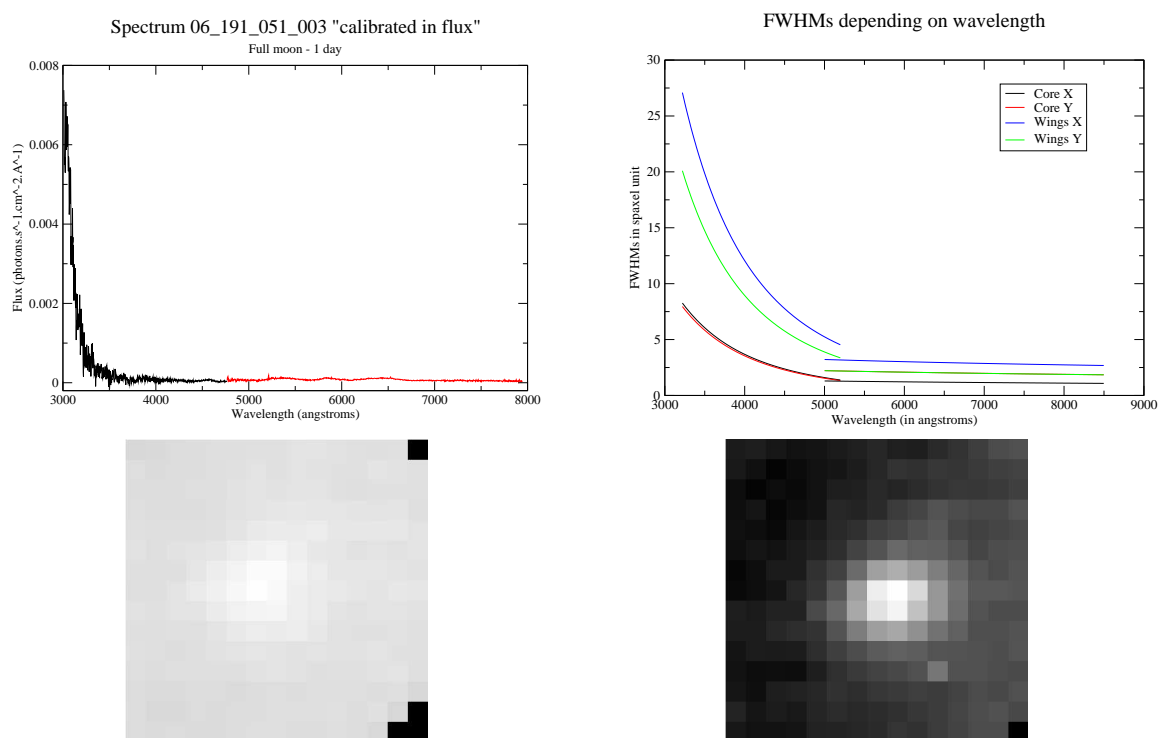 Spectrum 06_191_051_003 "calibrated in flux"
Full moon - 1 day
0.008
0.006
0.004
0.002
0
Flux (photons.s^-1.cm^-2.A^-1)
3000 4000 5000 6000 7000 8000
Wavelength (angstroms)
FWHMs depending on wavelength
30
25
20
15
10
5
0
FWHMs in spaxel unit
Core X
Core Y
Wings X
Wings Y
3000 4000 5000 6000 7000 8000 9000
Wavelength (in angstroms)